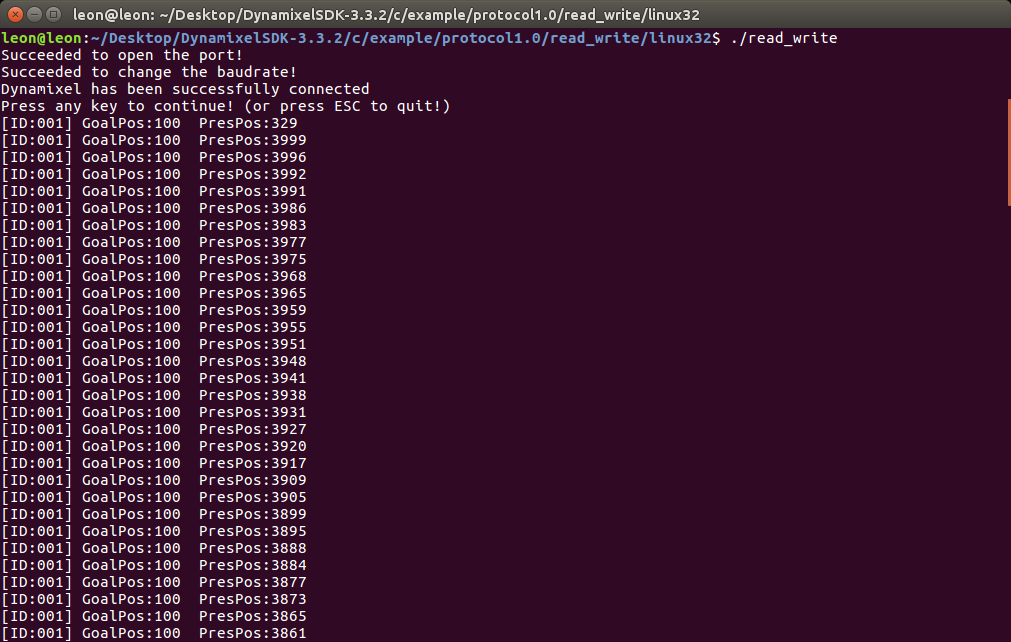 leon@leon: ~/Desktop/DynamixelSDK-3.3.2/c/example/protocol1.0/read_write/linux32
leon@leon:~/Desktop/DynamixelSDK-3.3.2/c/example/protocol1.0/read_write/linux32$ ./read_write
Succeeded to open the port!
Succeeded to change the baudrate!
Dynamixel has been successfully connected
Press any key to continue! (or press ESC to quit!)
[ID:001] GoalPos:100  PresPos:329
[ID:001] GoalPos:100  PresPos:3999
[ID:001] GoalPos:100  PresPos:3996
[ID:001] GoalPos:100  PresPos:3992
[ID:001] GoalPos:100  PresPos:3991
[ID:001] GoalPos:100  PresPos:3986
[ID:001] GoalPos:100  PresPos:3983
[ID:001] GoalPos:100  PresPos:3977
[ID:001] GoalPos:100  PresPos:3975
[ID:001] GoalPos:100  PresPos:3968
[ID:001] GoalPos:100  PresPos:3965
[ID:001] GoalPos:100  PresPos:3959
[ID:001] GoalPos:100  PresPos:3955
[ID:001] GoalPos:100  PresPos:3951
[ID:001] GoalPos:100  PresPos:3948
[ID:001] GoalPos:100  PresPos:3941
[ID:001] GoalPos:100  PresPos:3938
[ID:001] GoalPos:100  PresPos:3931
[ID:001] GoalPos:100  PresPos:3927
[ID:001] GoalPos:100  PresPos:3920
[ID:001] GoalPos:100  PresPos:3917
[ID:001] GoalPos:100  PresPos:3909
[ID:001] GoalPos:100  PresPos:3905
[ID:001] GoalPos:100  PresPos:3899
[ID:001] GoalPos:100  PresPos:3895
[ID:001] GoalPos:100  PresPos:3888
[ID:001] GoalPos:100  PresPos:3884
[ID:001] GoalPos:100  PresPos:3877
[ID:001] GoalPos:100  PresPos:3873
[ID:001] GoalPos:100  PresPos:3865
[ID:001] GoalPos:100  PresPos:3861